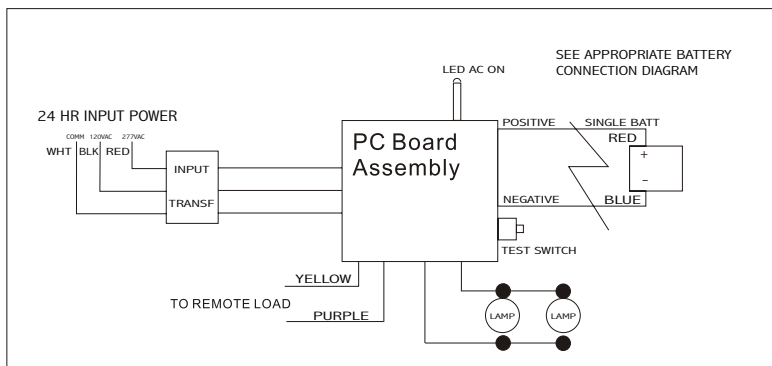 SEE APPROPRIATE BATTERY
CONNECTION DIAGRAM
LED AC ON
24 HR INPUT POWER
COMM 120VAC 277VAC
WHT BLK RED
INPUT
TRANSF
PC Board
Assembly
POSITIVE SINGLE BATT
RED
+
-
NEGATIVE BLUE
TEST SWITCH
YELLOW
TO REMOTE LOAD
PURPLE
LAMP LAMP